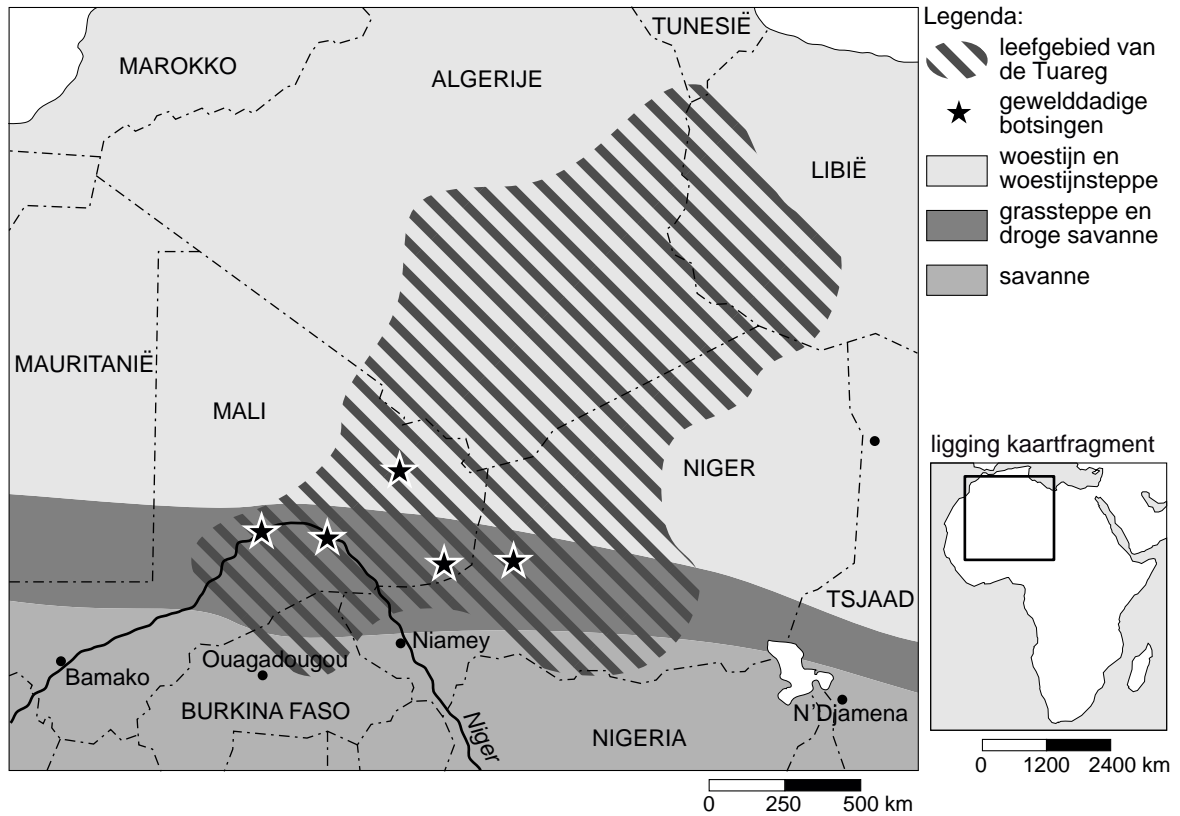 TUNESIË
MAROKKO
ALGERIJE
LIBIË
MAURITANIË
MALI
NIGER
TSJAAD
Niamey
Ouagadougou
Bamako
BURKINA FASO
Niger
NIGERIA
N'Djamena
0 250 500 km
Legenda:
leefgebied van
de Tuareg
gewelddadige
botsingen
woestijn en
woestijnsteppe
grassteppe en
droge savanne
savanne
ligging kaartfragment
0 1200 2400 km